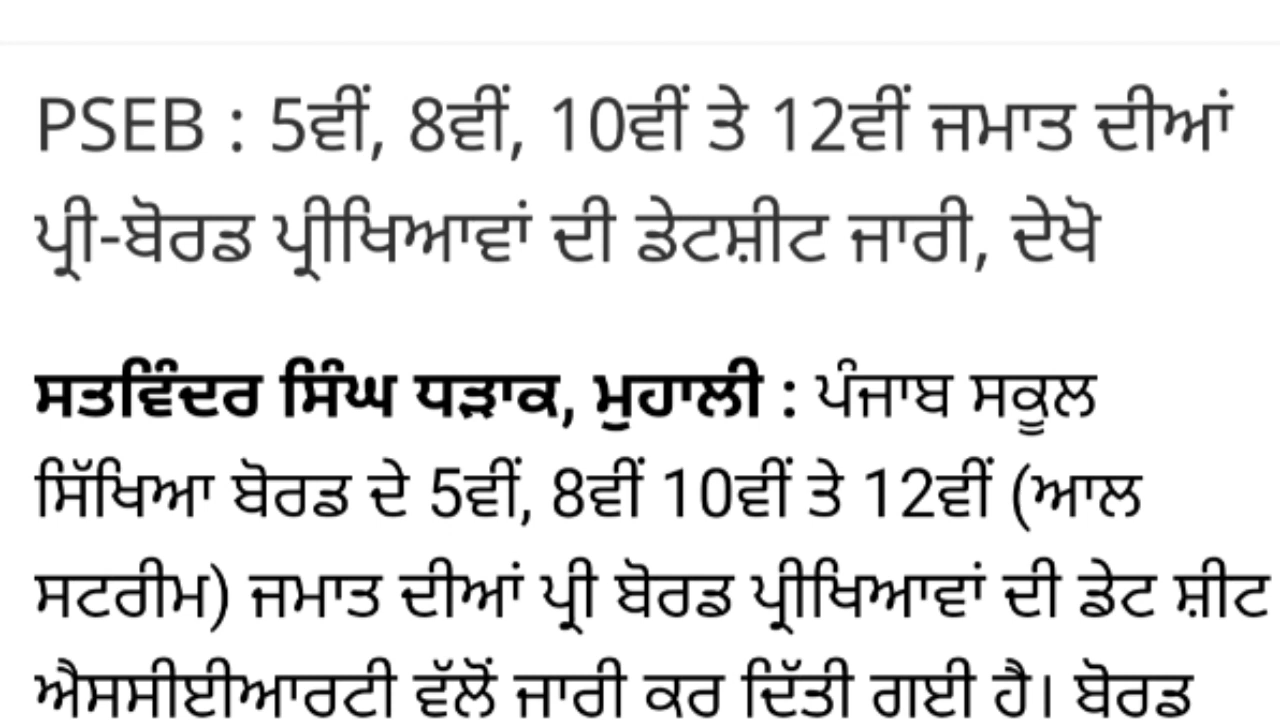 PSEB : 5ਵੀਂ, 8ਵੀਂ, 10ਵੀਂ ਤੇ 12ਵੀਂ ਜਮਾਤ ਦੀਆਂ
ਪ੍ਰੀ-ਬੋਰਡ ਪ੍ਰੀਖਿਆਵਾਂ ਦੀ ਡੇਟਸ਼ੀਟ ਜਾਰੀ, ਦੇਖੋ
ਸਤਵਿੰਦਰ ਸਿੰਘ ਧੜਾਕ, ਮੁਹਾਲੀ : ਪੰਜਾਬ ਸਕੂਲ
ਸਿੱਖਿਆ ਬੋਰਡ ਦੇ 5ਵੀਂ, 8ਵੀਂ 10ਵੀਂ ਤੇ 12ਵੀਂ (ਆਲ
ਸਟਰੀਮ) ਜਮਾਤ ਦੀਆਂ ਪ੍ਰੀ ਬੋਰਡ ਪ੍ਰੀਖਿਆਵਾਂ ਦੀ ਡੇਟ ਸ਼ੀਟ
ਐਸਸੀਈਆਰਟੀ ਵੱਲੋਂ ਜਾਰੀ ਕਰ ਦਿੱਤੀ ਗਈ ਹੈ। ਬੋਰਡ